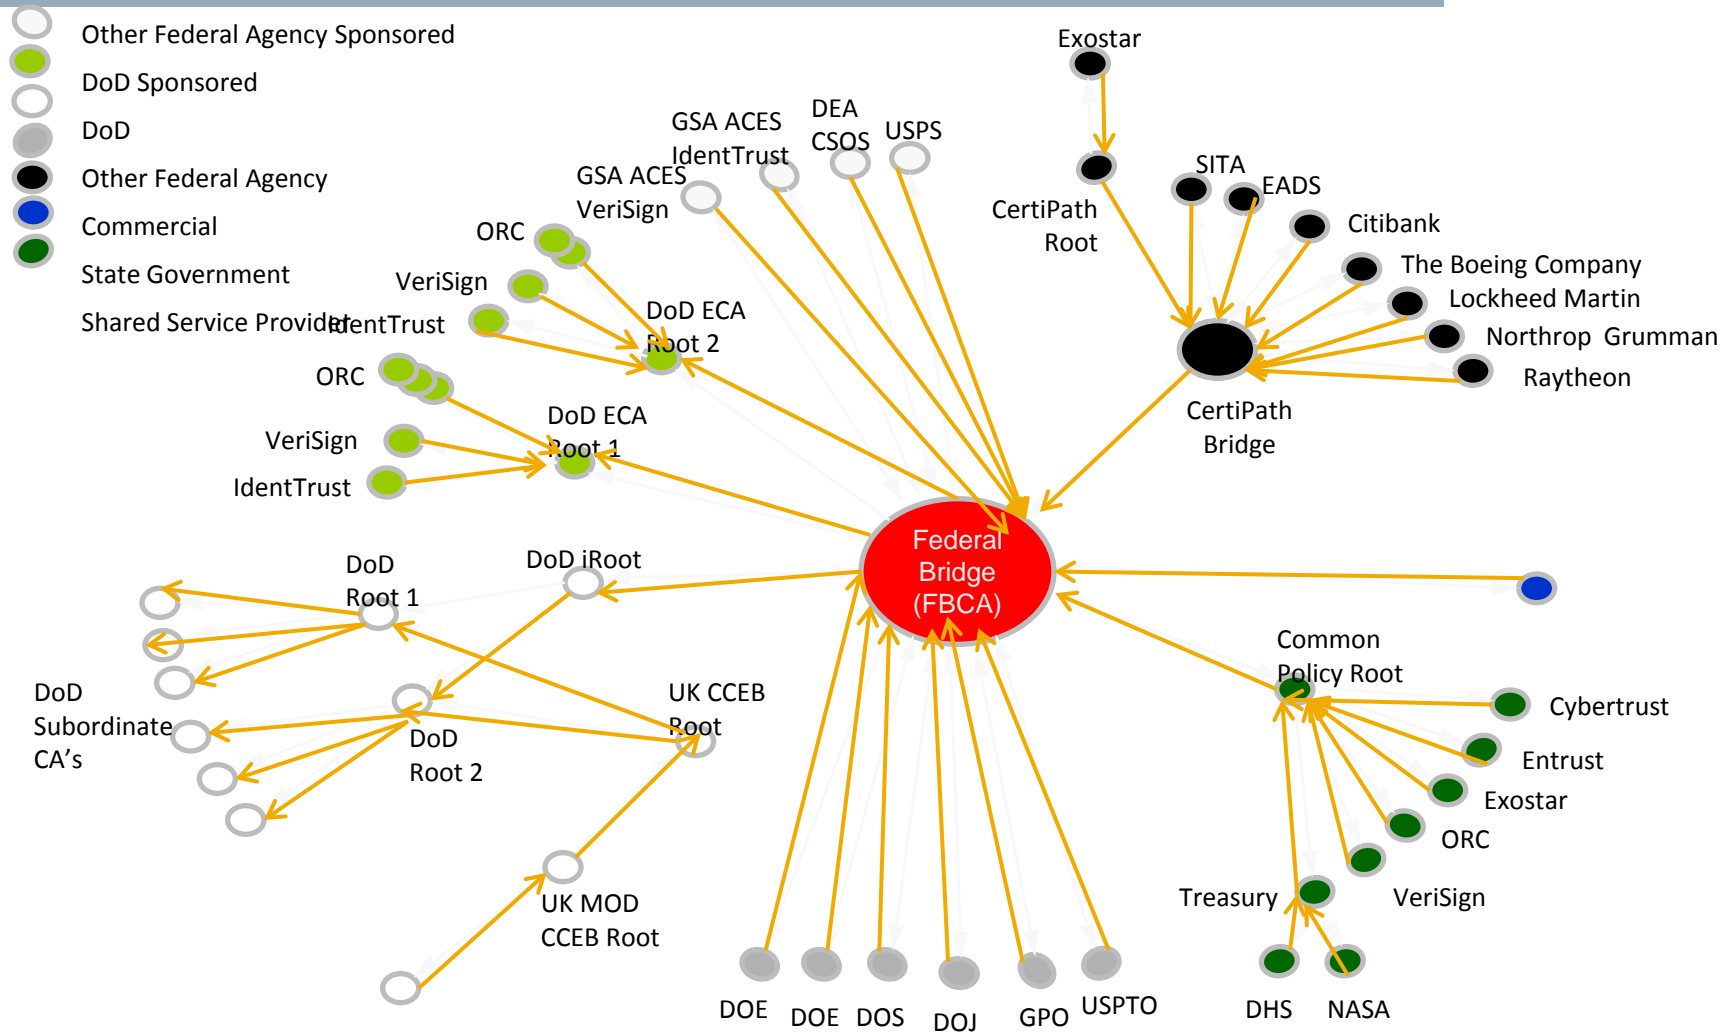 Other Federal Agency Sponsored
DoD Sponsored
DoD
Other Federal Agency
Commercial
State Government
Shared Service Provider
Exostar
CertiPath
Root
SITA
EADS
Citibank
The Boeing Company
Lockheed Martin
Northrop Grumman
Raytheon
CertiPath
Bridge
USPS
DEA
CSOS
GSA ACES
IdentTrust
GSA ACES
VeriSign
ORC
VeriSign
IdentTrust
DoD ECA
Root 2
ORC
VeriSign
IdentTrust
DoD ECA
Root 1
Federal
Bridge
(FBCA)
DoD iRoot
DoD
Root 1
DoD
Subordinate
CA's
DoD
Root 2
UK CCEB
Root
UK MOD
CCEB Root
Common
Policy Root
Cybertrust
Entrust
Exostar
ORC
VeriSign
Treasury
DHS
NASA
DOE
DOE
DOS
DOJ
GPO
USPTO